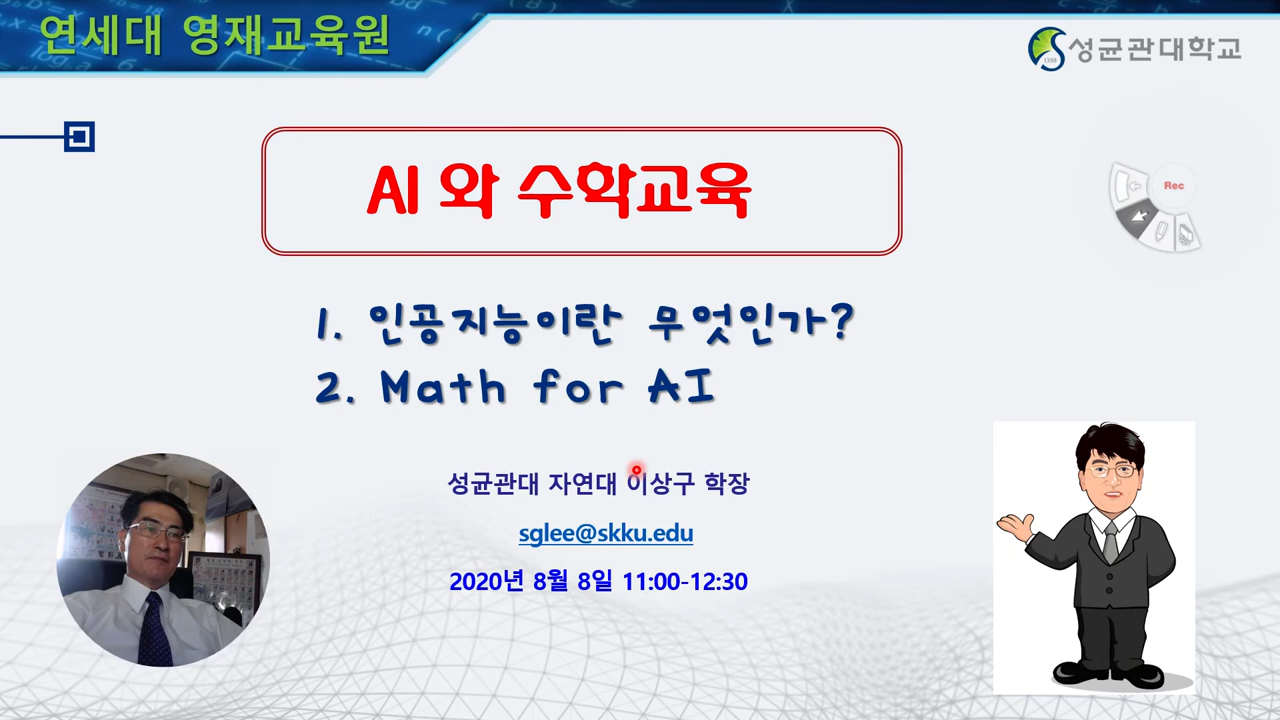 연세대 영재교육원
성균관대학교
1398
AI 와 수학교육
Rec
1. 인공지능이란 무엇인가?
2. Math for AI
성균관대 자연대 이상구 학장
sglee@skku.edu
2020년 8월 8일 11:00-12:30